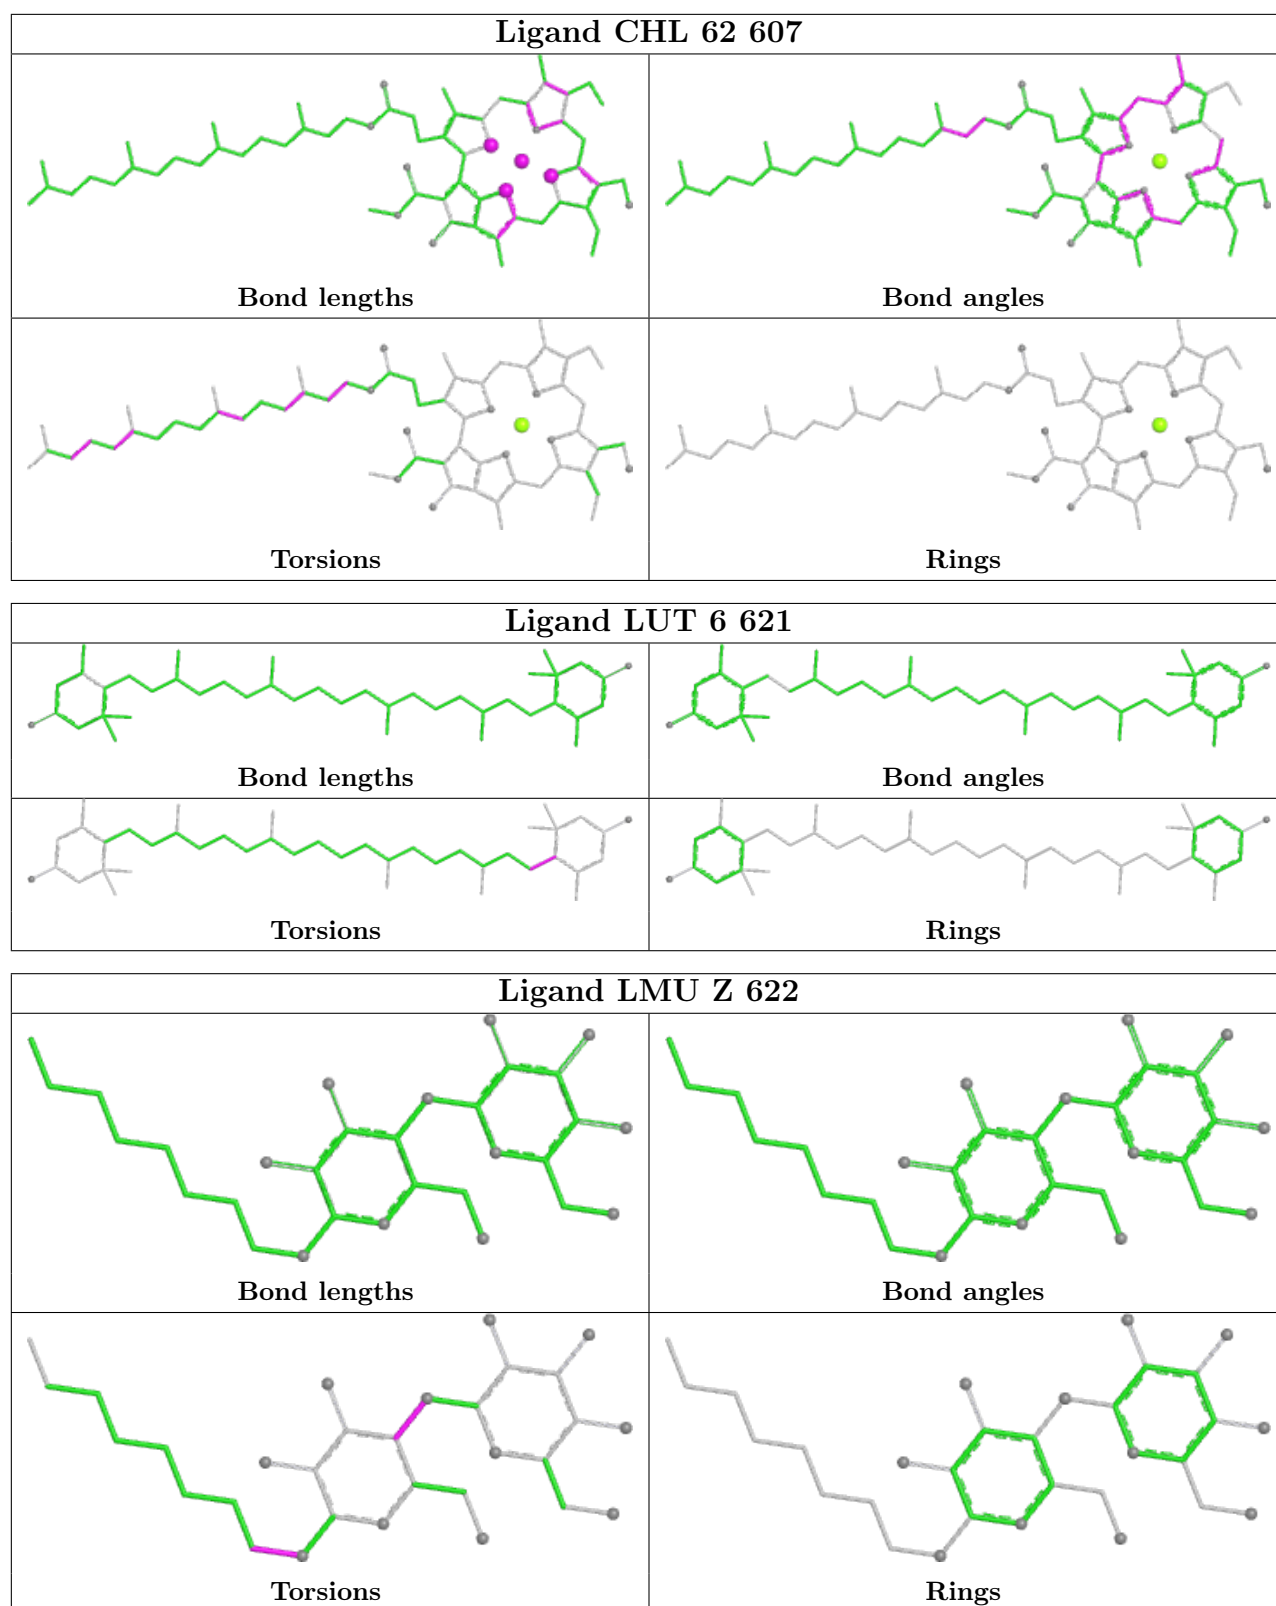 Ligand CHL 62 607
Bond lengths
Bond angles
Torsions
Rings
Ligand LUT 6 621
Bond lengths
Bond angles
Torsions
Rings
Ligand LMU Z 622
Bond lengths
Bond angles
Torsions
Rings